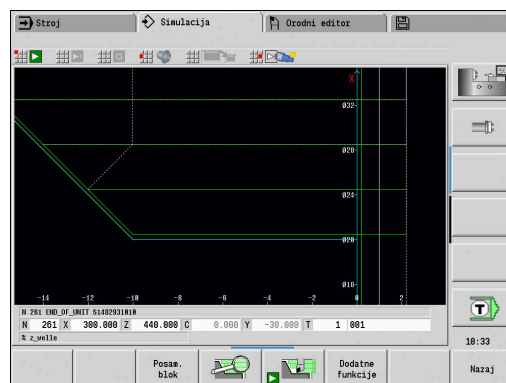 Stroj Simulacija Orodni editor
X
ø32
ø28
ø24
ø20
ø16
-14 -12 -10 -8 -6 -4 -2 0 2
N 261 END_OF_UNIT S1402931010
N 261 X 300.000 Z 440.000 C 0.000 Y -30.000 T 1 001
% z_welle
T
10:33
Posam. blok Dodatne funkcije Nazaj